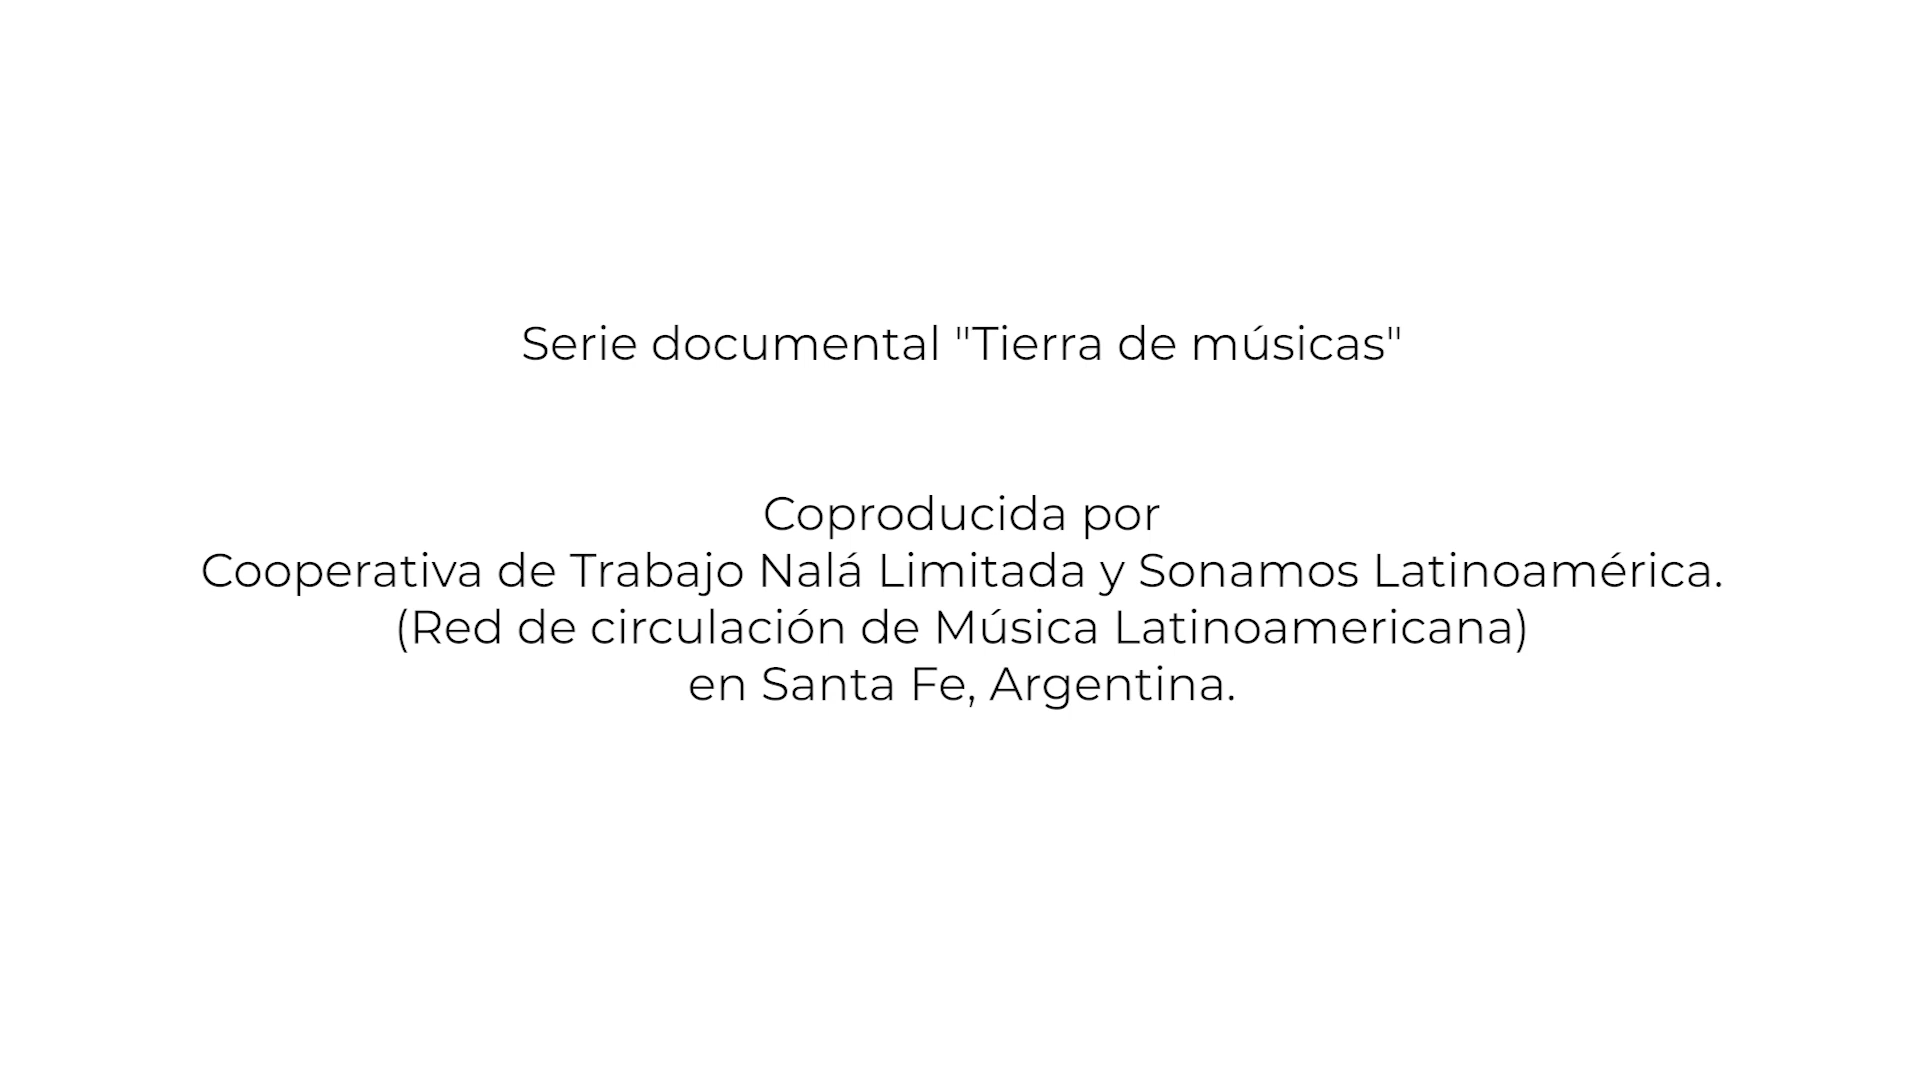 Serie documental "Tierra de músicas"
Coproducida por
Cooperativa de Trabajo Nalá Limitada y Sonamos Latinoamérica.
(Red de circulación de Música Latinoamericana)
en Santa Fe, Argentina.